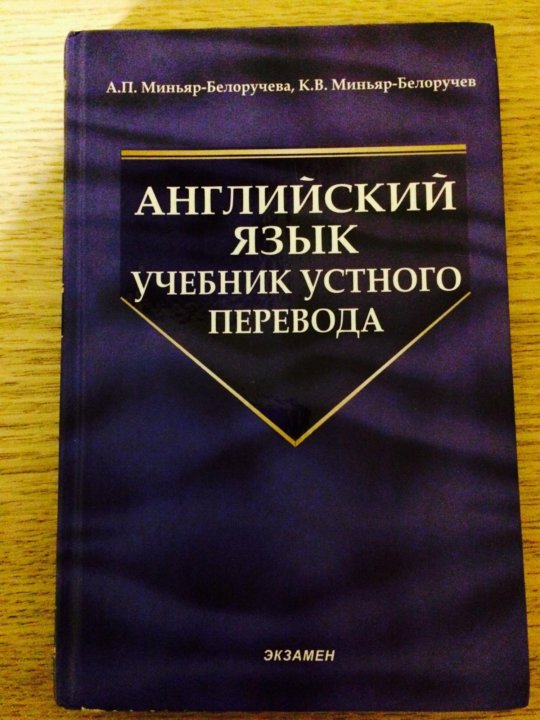 А.П. Миньяр-Белоручева, К.В. Миньяр-Белоручев
АНГЛИЙСКИЙ
ЯЗЫК
УЧЕБНИК УСТНОГО
ПЕРЕВОДА
ЭКЗАМЕН